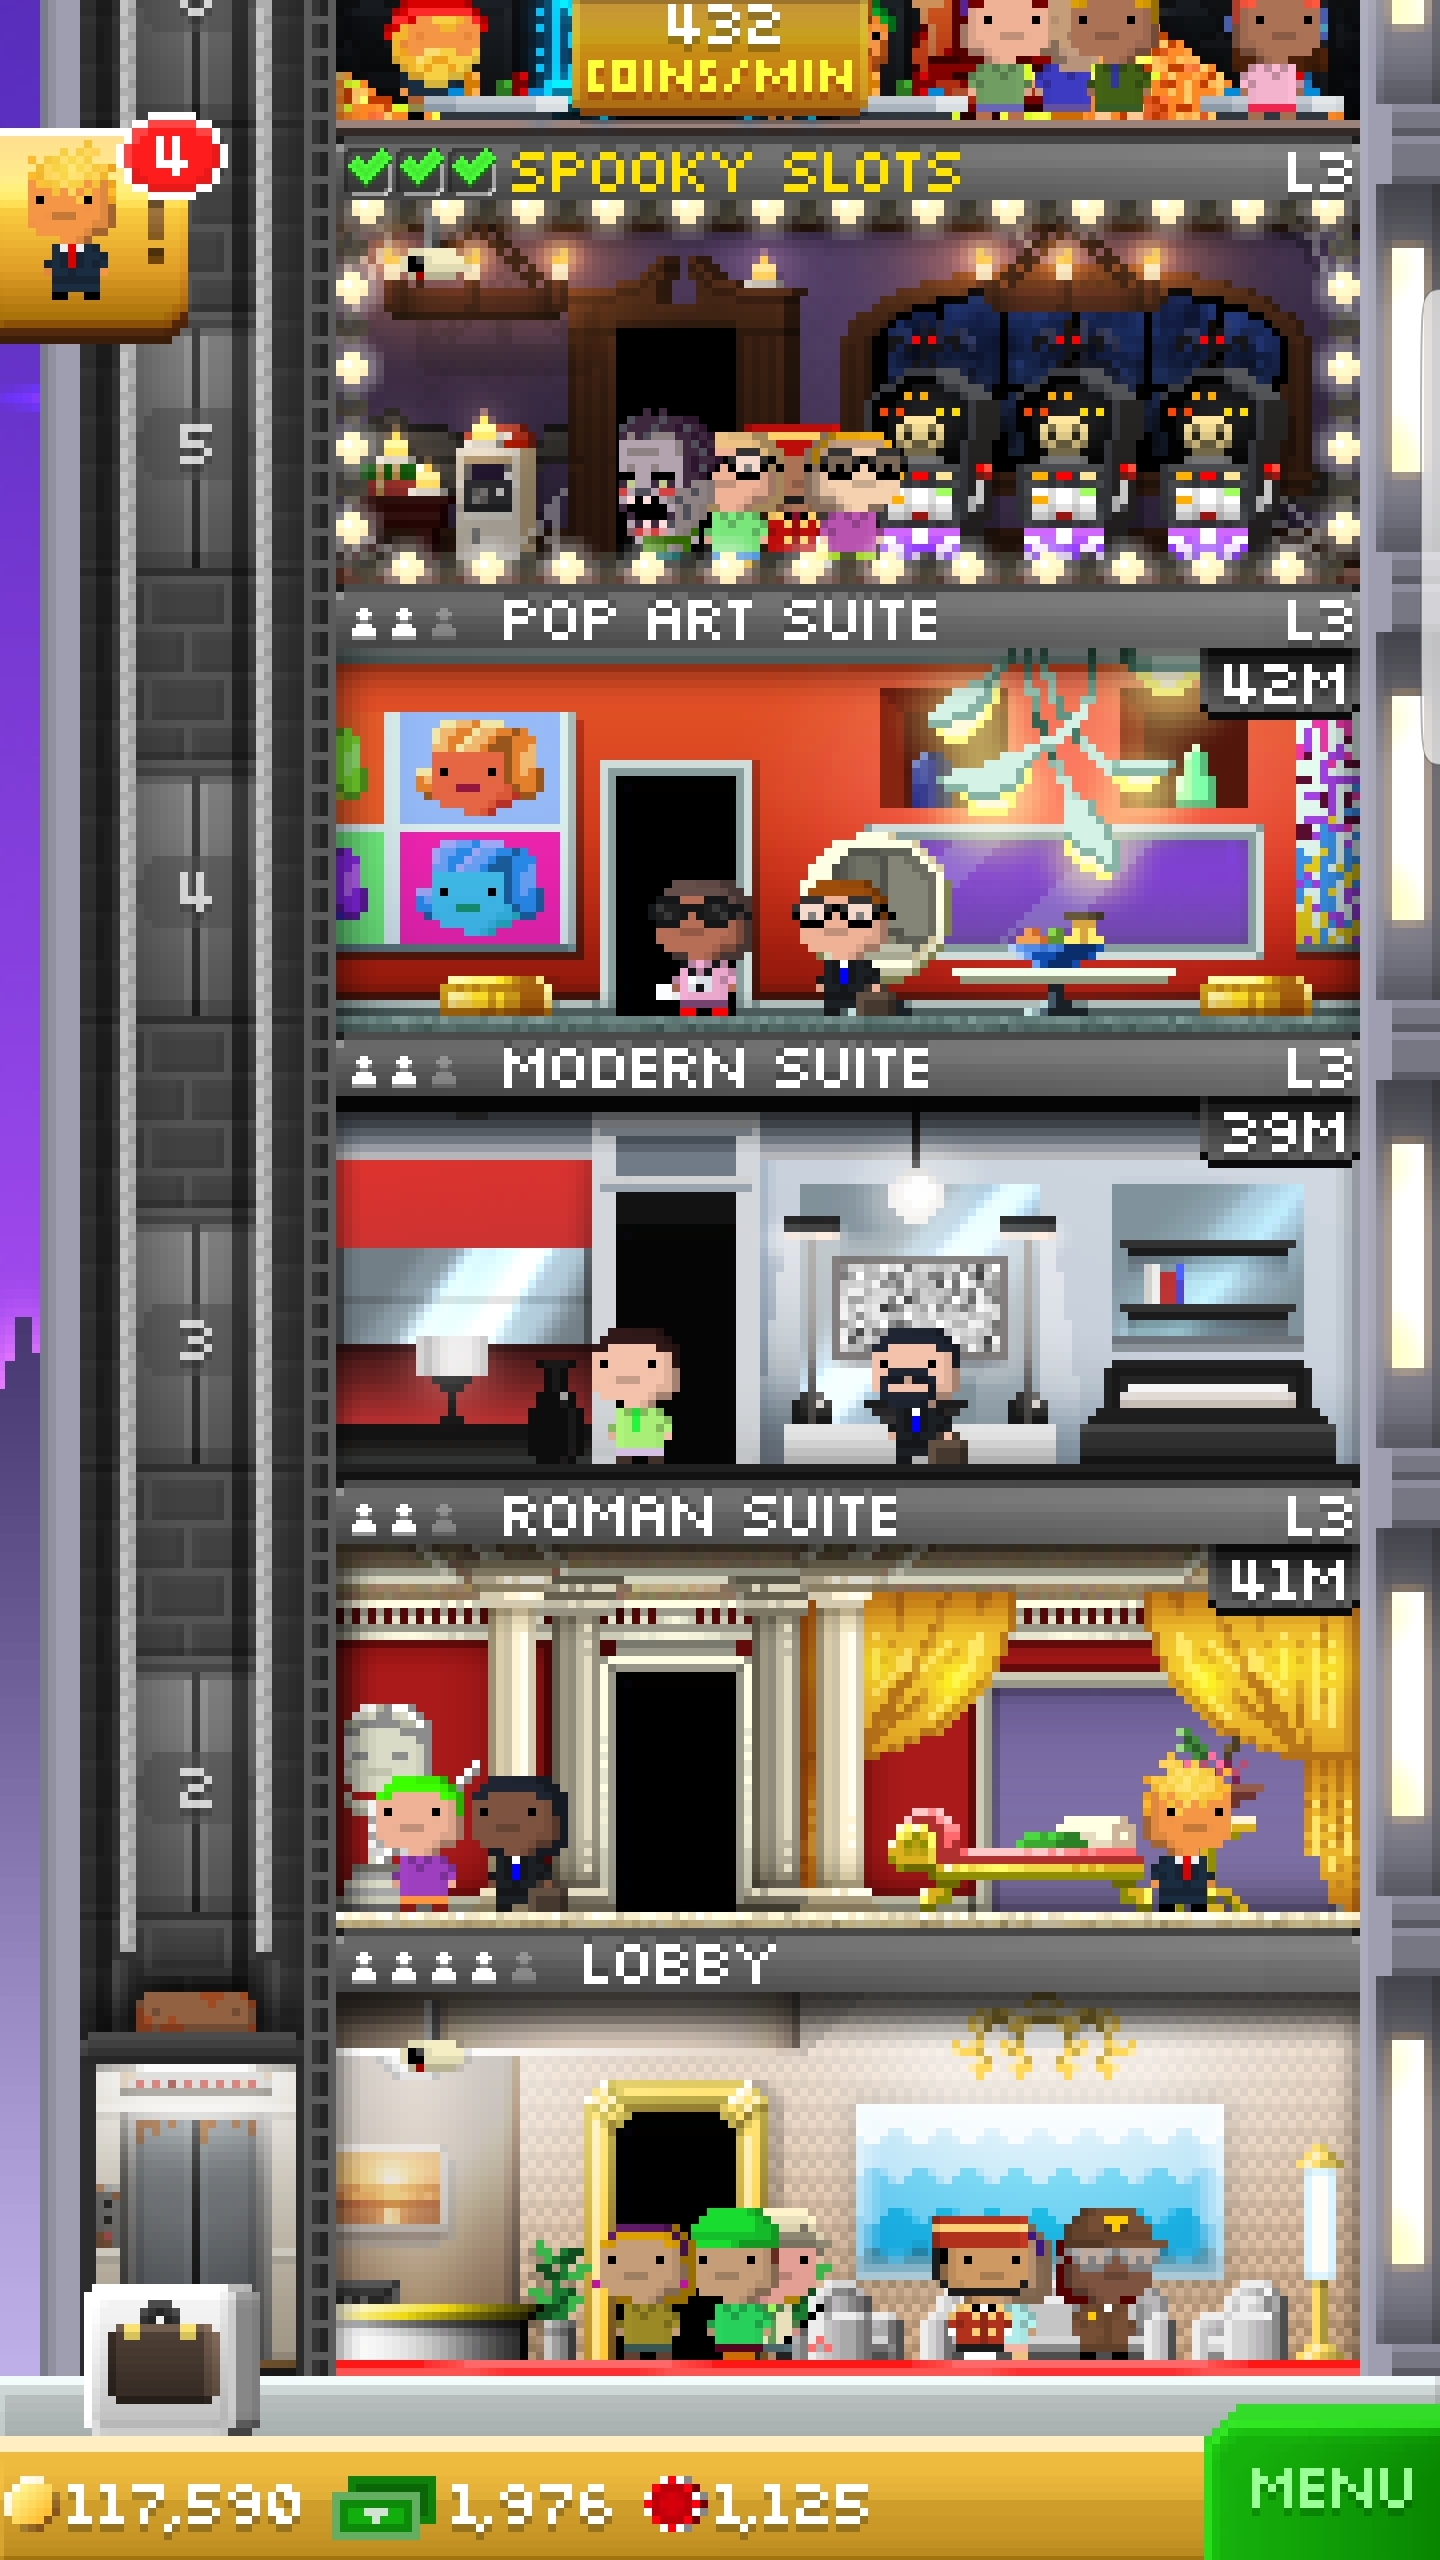 432
COINS/MIN
4
SPOOKY SLOTS L3
5
POP ART SUITE L3
42M
4
MODERN SUITE L3
39M
3
ROMAN SUITE L3
41M
2
LOBBY
117,590 1,976 1,125
MENU